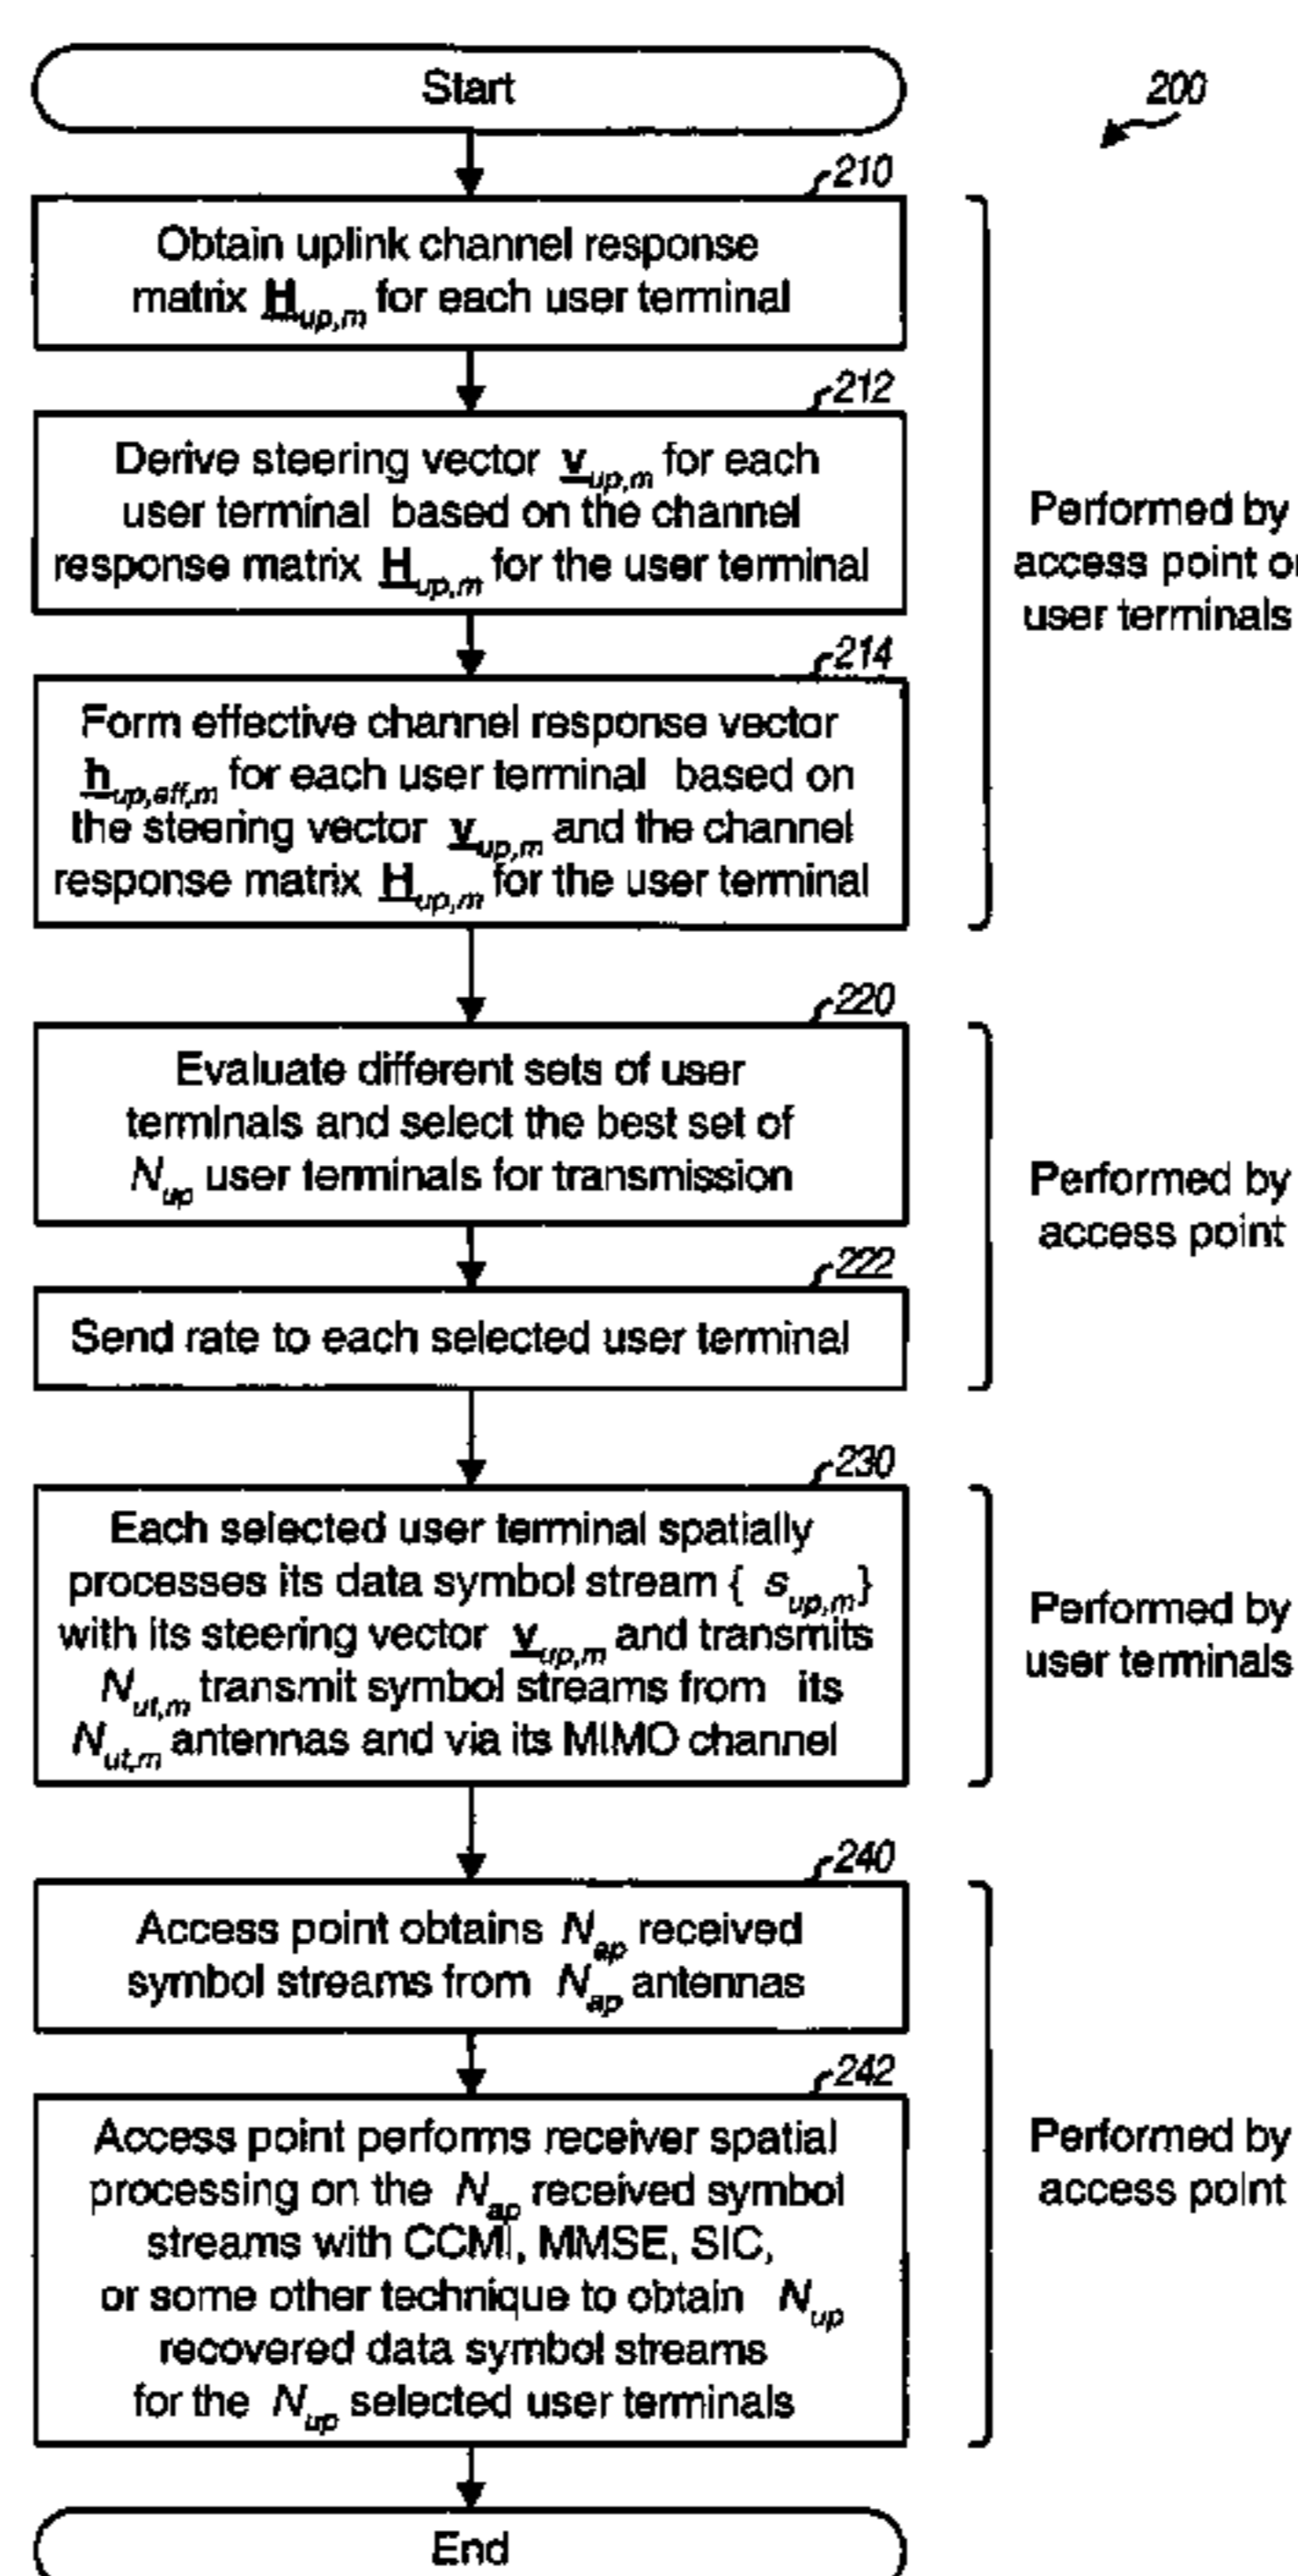 Start
200
210
Obtain uplink channel response
matrix H_up,m for each user terminal
212
Derive steering vector v_up,m for each
user terminal based on the channel
response matrix H_up,m for the user terminal
Performed by
access point or
user terminals
214
Form effective channel response vector
h_up,eff,m for each user terminal based on
the steering vector v_up,m and the channel
response matrix H_up,m for the user terminal
220
Evaluate different sets of user
terminals and select the best set of
N_up user terminals for transmission
Performed by
access point
222
Send rate to each selected user terminal
230
Each selected user terminal spatially
processes its data symbol stream { s_up,m}
with its steering vector v_up,m and transmits
N_ut,m transmit symbol streams from its
N_ut,m antennas and via its MIMO channel
Performed by
user terminals
240
Access point obtains N_ap received
symbol streams from N_ap antennas
242
Access point performs receiver spatial
processing on the N_ap received symbol
streams with CCMI, MMSE, SIC,
or some other technique to obtain N_up
recovered data symbol streams
for the N_up selected user terminals
Performed by
access point
End